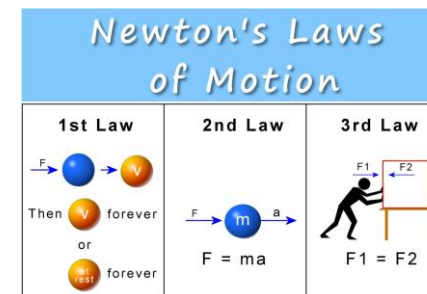 Newton's Laws
of Motion
1st Law
F
v
Then v forever
or
at
rest forever
2nd Law
F m a
F = ma
3rd Law
F1 F2
F1 = F2